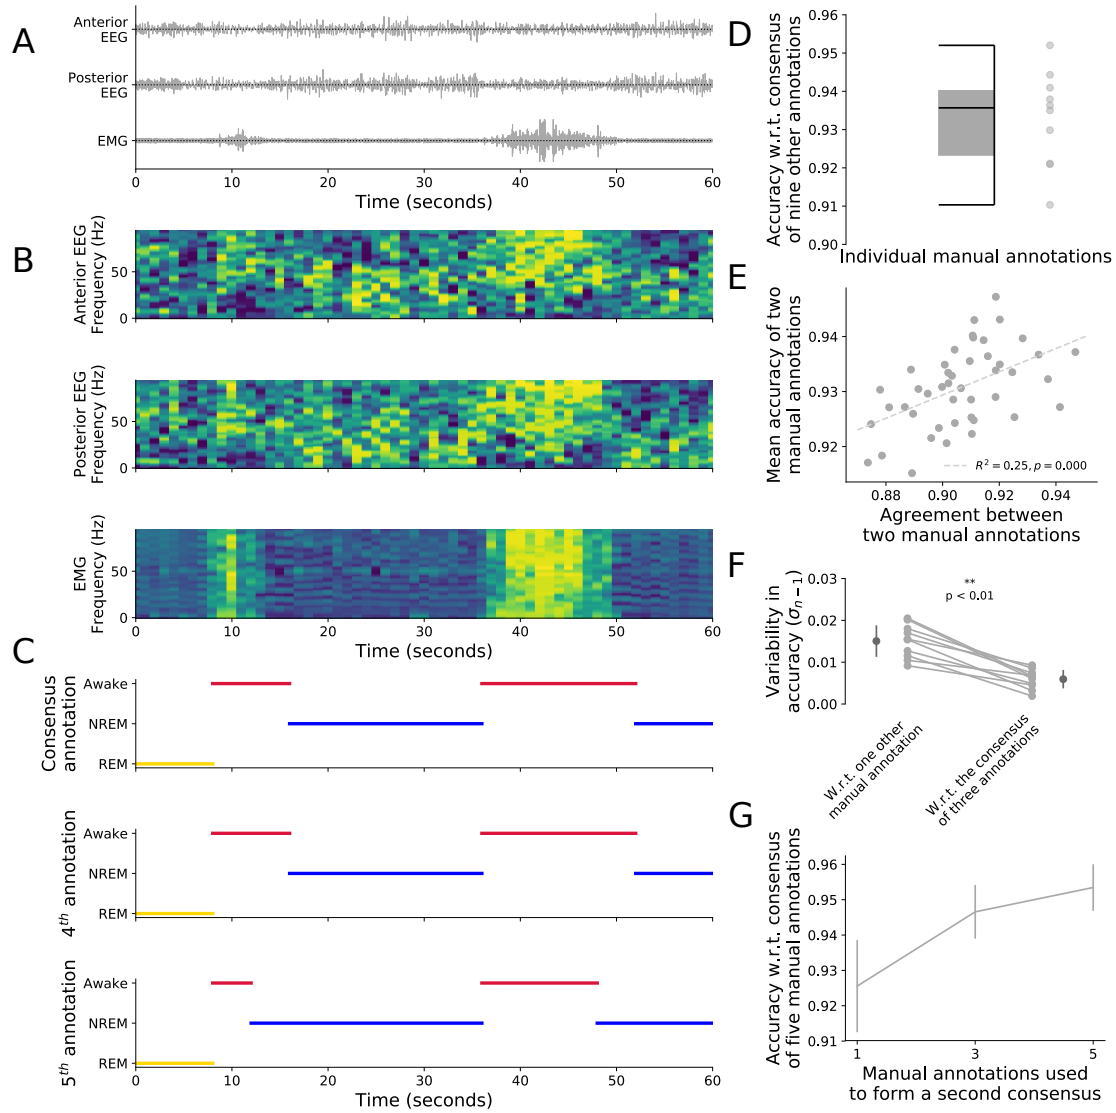 A
Anterior
EEG
Posterior
EEG
EMG
0 10 20 30 40 50 60
Time (seconds)
B
Anterior EEG
Frequency (Hz)
50
0
Posterior EEG
Frequency (Hz)
50
0
EMG
Frequency (Hz)
50
0
0 10 20 30 40 50 60
Time (seconds)
C
Consensus
annotation
Awake
NREM
REM
0 10 20 30 40 50 60
4th annotation
Awake
NREM
REM
5th annotation
Awake
NREM
REM
0 10 20 30 40 50 60
Time (seconds)
D
Accuracy w.r.t. consensus
of nine other annotations
0.96
0.95
0.94
0.93
0.92
0.91
0.90
Individual manual annotations
E
Mean accuracy of two
manual annotations
0.94
0.93
0.92
R² = 0.25, p = 0.000
0.88 0.90 0.92 0.94
Agreement between
two manual annotations
F
Variability in
accuracy (σn−1)
0.03
0.02
0.01
0.00
**
p < 0.01
W.r.t. one other
manual annotation
W.r.t. the consensus
of three annotations
G
Accuracy w.r.t. consensus
of five manual annotations
0.96
0.95
0.94
0.93
0.92
0.91
1 3 5
Manual annotations used
to form a second consensus